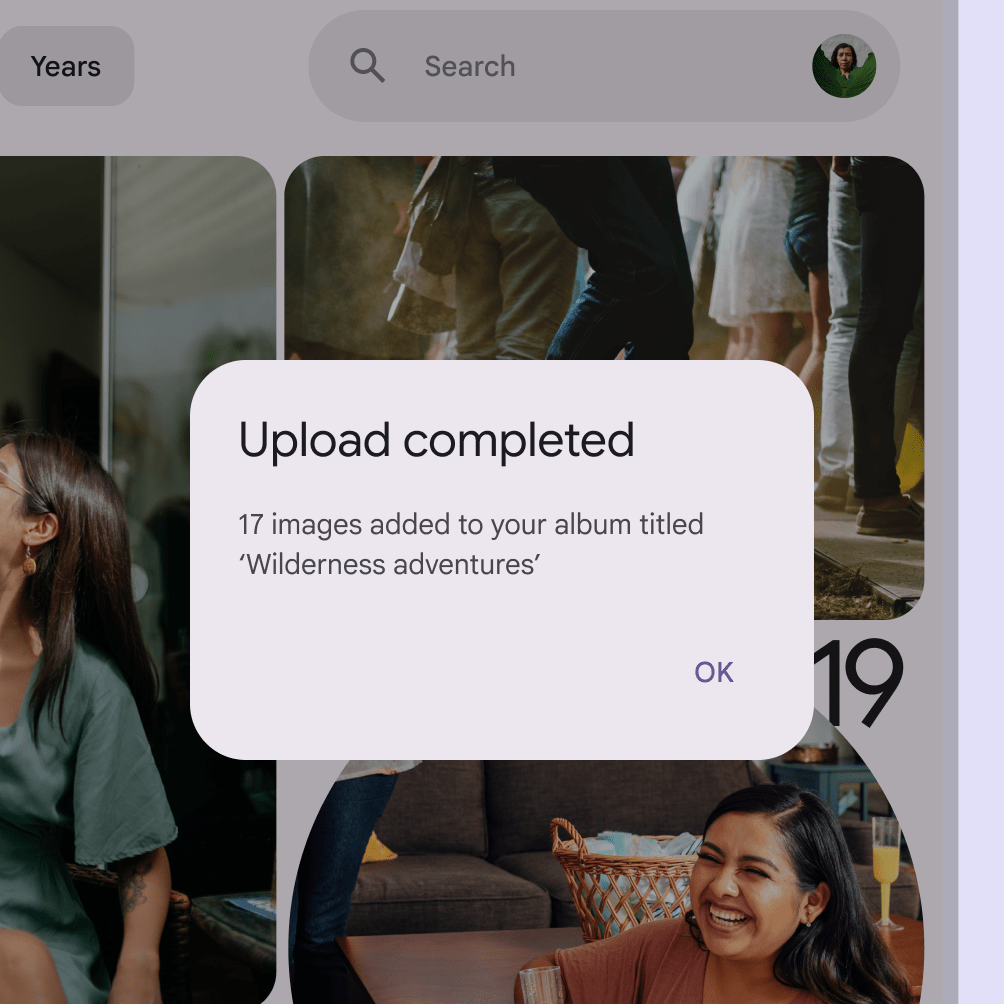 Years
Search
Upload completed
17 images added to your album titled
‘Wilderness adventures’
OK
19